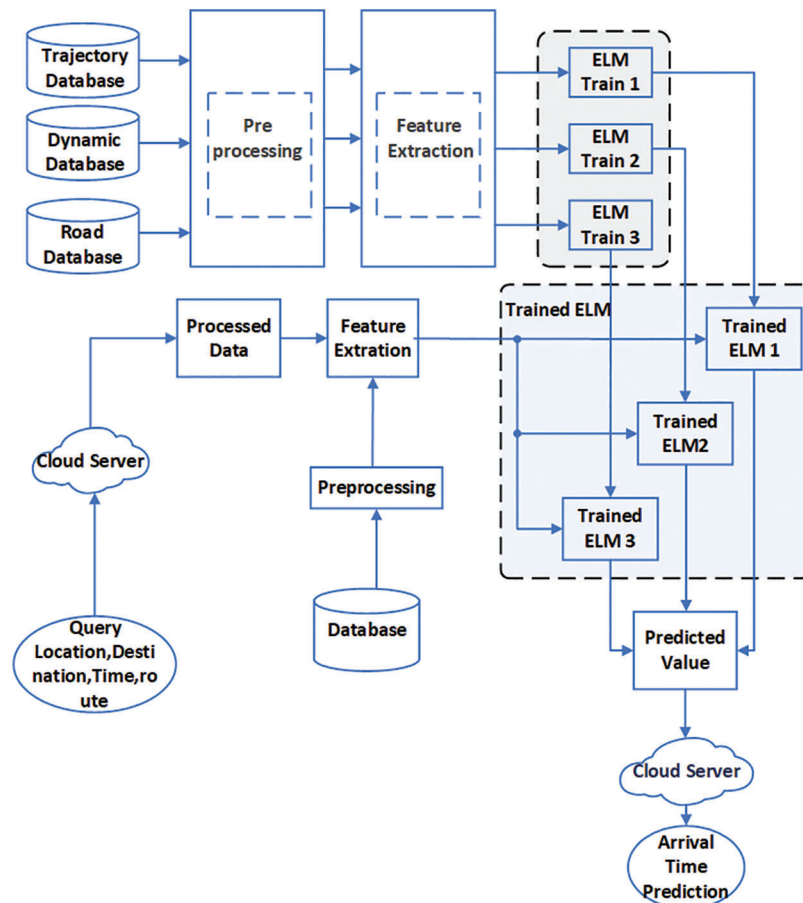 Trajectory
Database
Dynamic
Database
Road
Database
Pre
processing
Feature
Extraction
ELM
Train 1
ELM
Train 2
ELM
Train 3
Trained ELM
Trained
ELM 1
Trained
ELM2
Trained
ELM 3
Processed
Data
Feature
Extration
Cloud Server
Preprocessing
Database
Query
Location,Desti
nation,Time,ro
ute
Predicted
Value
Cloud Server
Arrival
Time
Prediction